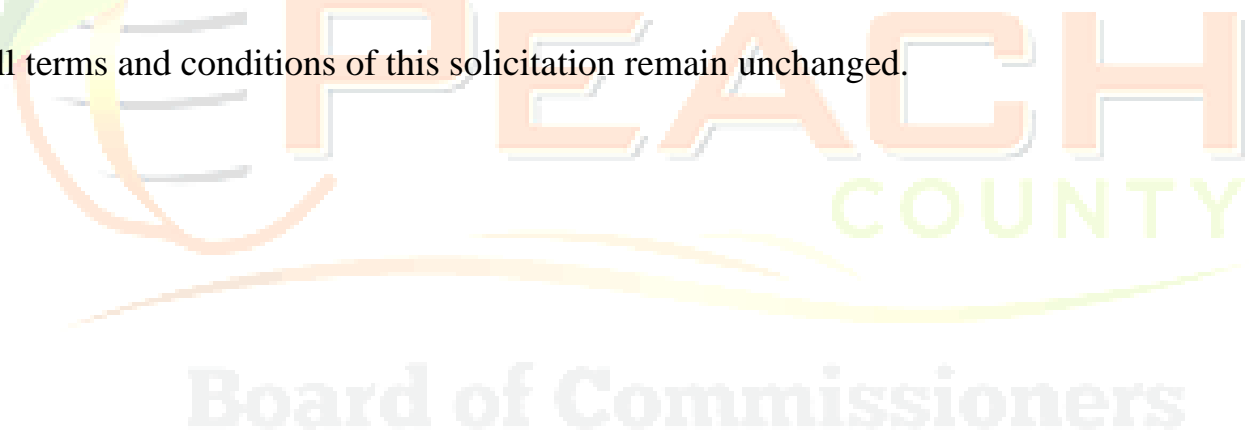 ll terms and conditions of this solicitation remain unchanged.
PEACH
COUNTY
Board of Commissioners